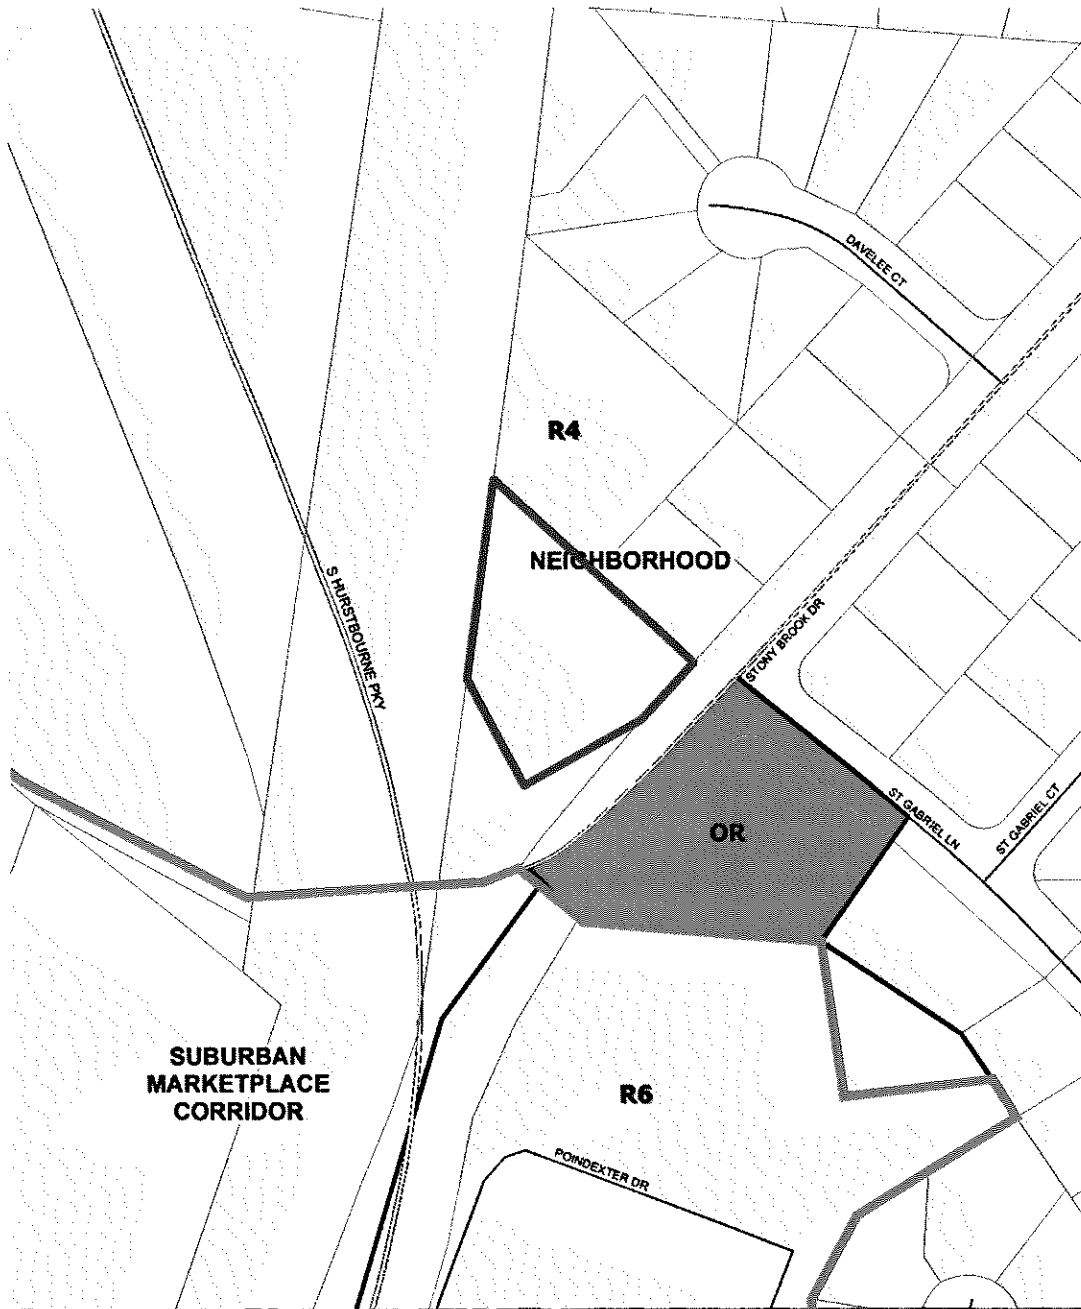 DAVELEE CT
R4
NEIGHBORHOOD
S HURSTBOURNE PKY
STONY BROOK DR
ST GABRIEL LN
ST GABRIEL CT
OR
SUBURBAN
MARKETPLACE
CORRIDOR
R6
POINDEXTER DR